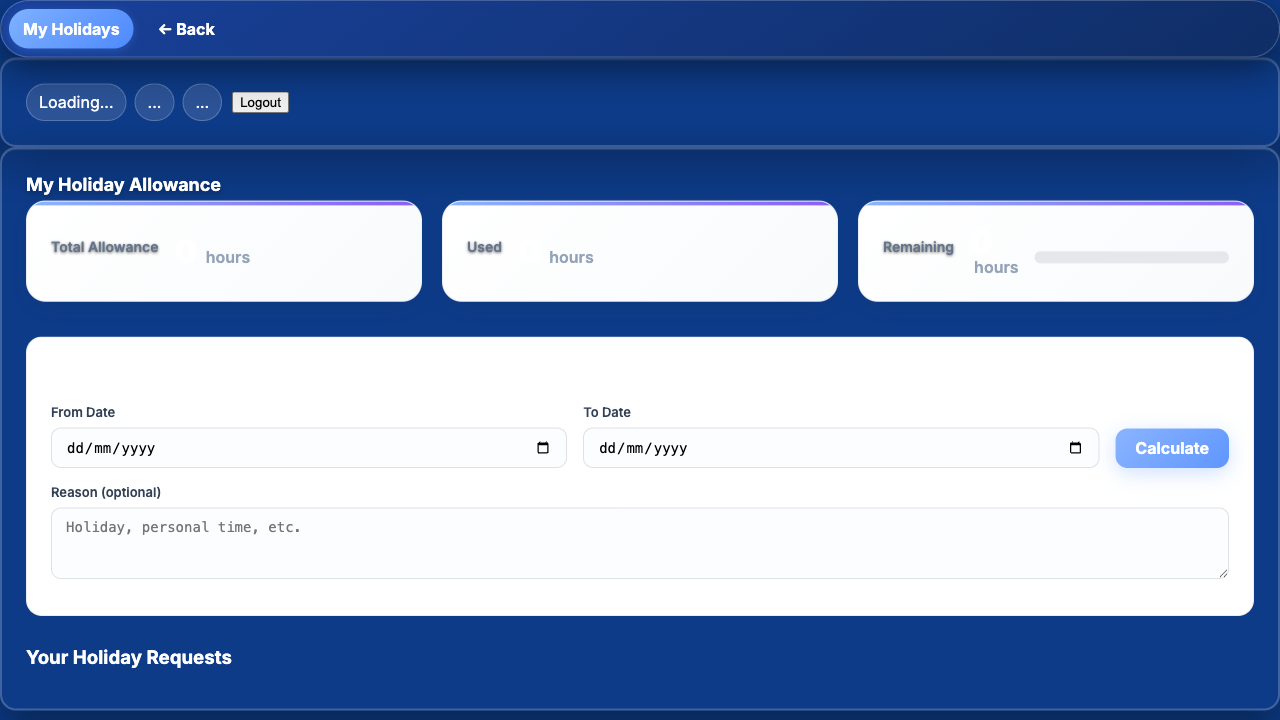 My Holidays
← Back
Loading...
...
...
Logout
My Holiday Allowance
Total Allowance
0
hours
Used
hours
Remaining
hours
From Date
To Date
dd/mm/yyyy
dd/mm/yyyy
Calculate
Reason (optional)
Holiday, personal time, etc.
Your Holiday Requests